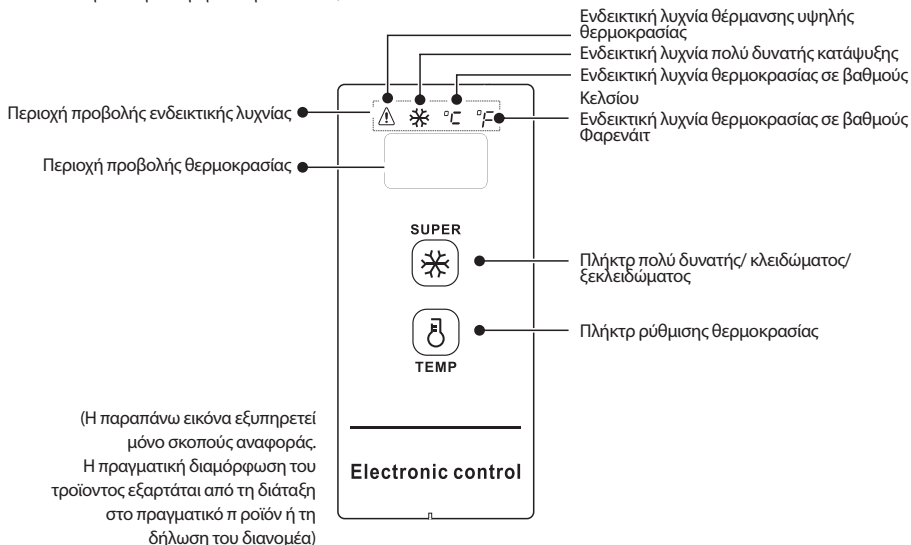 Ενδεικτική λυχνία θέρμανσης υψηλής
θερμοκρασίας
Ενδεικτική λυχνία πολύ δυνατής κατάψυξης
Ενδεικτική λυχνία θερμοκρασίας σε βαθμούς
Κελσίου
Ενδεικτική λυχνία θερμοκρασίας σε βαθμούς
Φαρενάιτ
Περιοχή προβολής ενδεικτικής λυχνίας
°C °F
Περιοχή προβολής θερμοκρασίας
SUPER
Πλήκτρο πολύ δυνατής/ κλειδώματος/
ξεκλειδώματος
Πλήκτρο ρύθμισης θερμοκρασίας
TEMP
(Η παραπάνω εικόνα εξυπηρετεί
μόνο σκοπούς αναφοράς.
Η πραγματική διαμόρφωση του
τροϊοντος εξαρτάται από τη διάταξη
στο πραγματικό π ροϊόν ή τη
δήλωση του διανομέα)
Electronic control